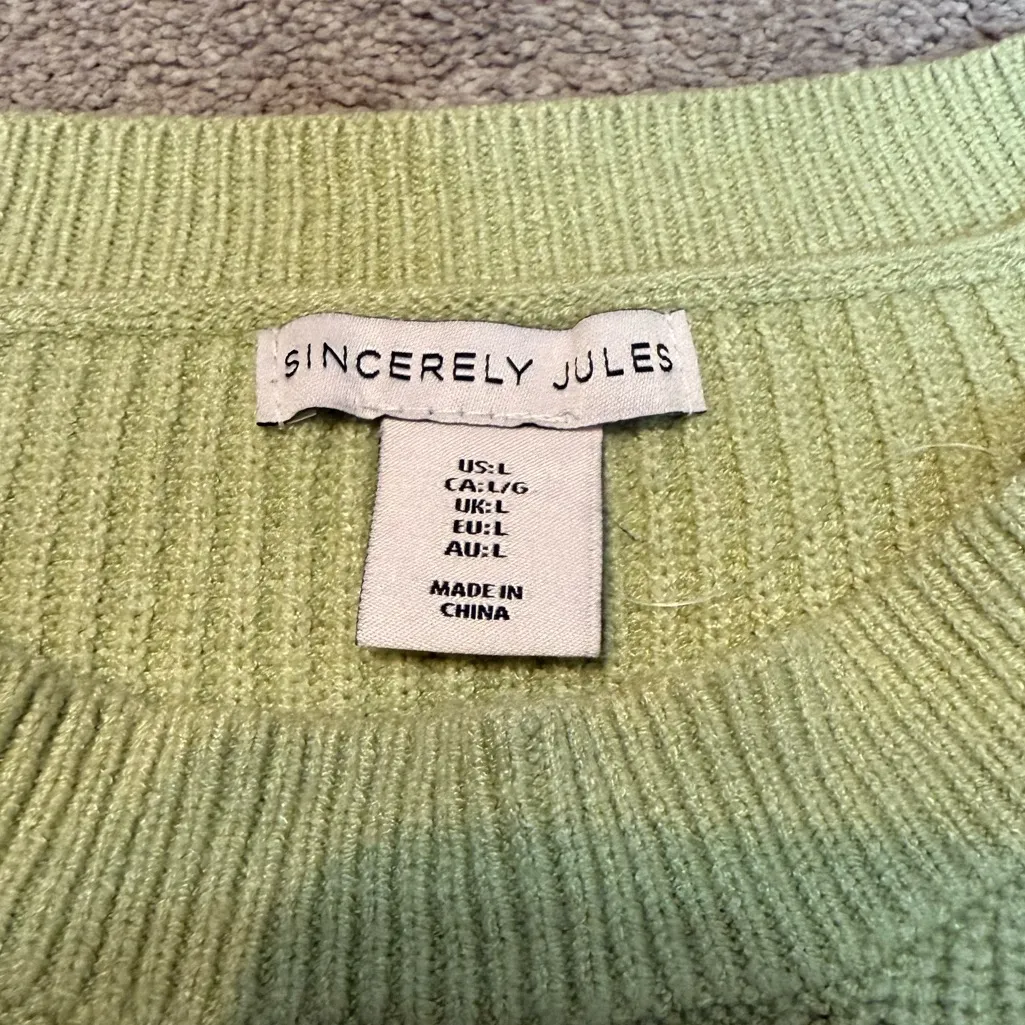 SINCERELY JULES
US: L
CA: L/G
UK: L
EU: L
AU: L
MADE IN
CHINA